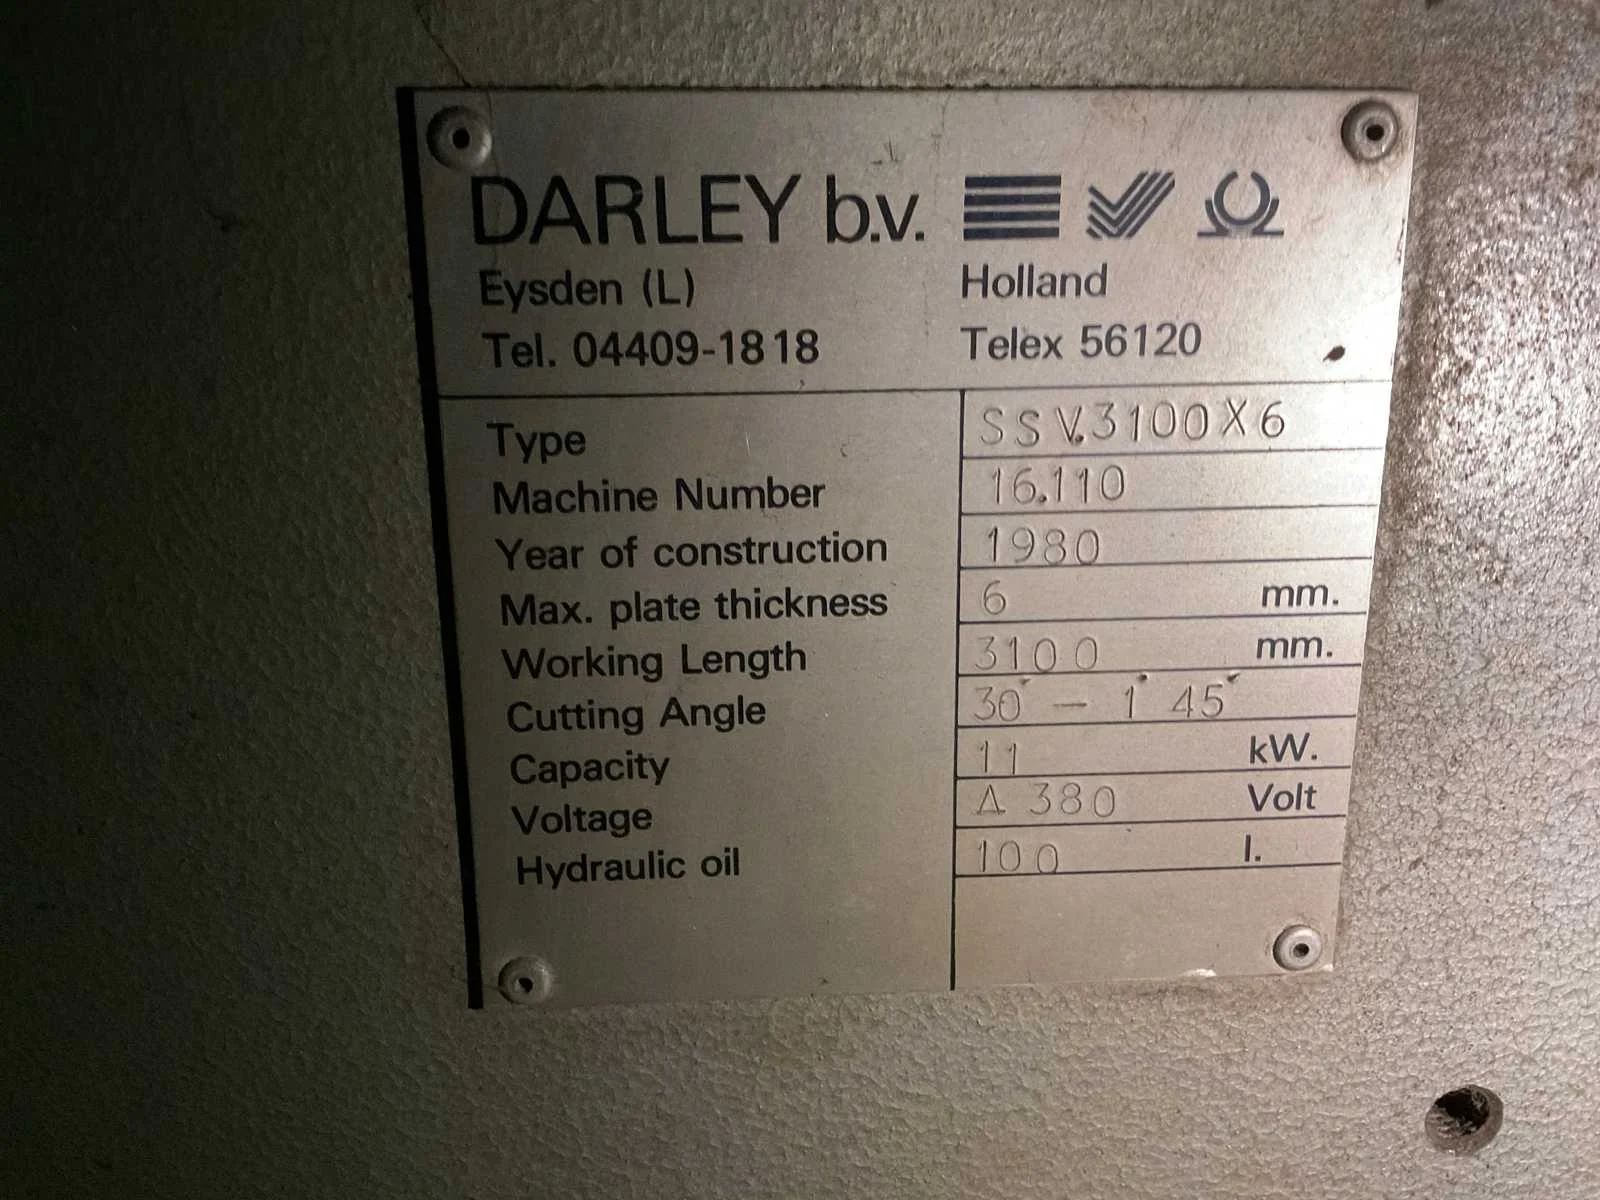 DARLEY b.v.
Eysden (L) Holland
Tel. 04409-1818 Telex 56120
Type SSV.3100X6
Machine Number 16.110
Year of construction 1980
Max. plate thickness 6 mm.
Working Length 3100 mm.
Cutting Angle 30° – 1° 45°
Capacity 11 kW.
Voltage Δ 380 Volt
Hydraulic oil 100 l.